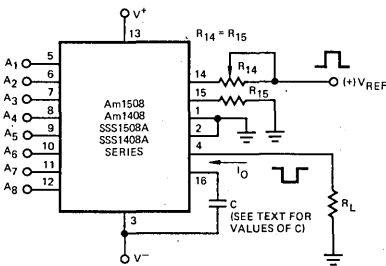 V+
13
R14 = R15
A1 5
A2 6
A3 7
A4 8
A5 9
A6 10
A7 11
A8 12
Am1508
Am1408
SSS1508A
SSS1408A
SERIES
14
R14
(+)VREF
15
R15
1
2
4
IO
16
C
(SEE TEXT FOR
VALUES OF C)
RL
3
V−